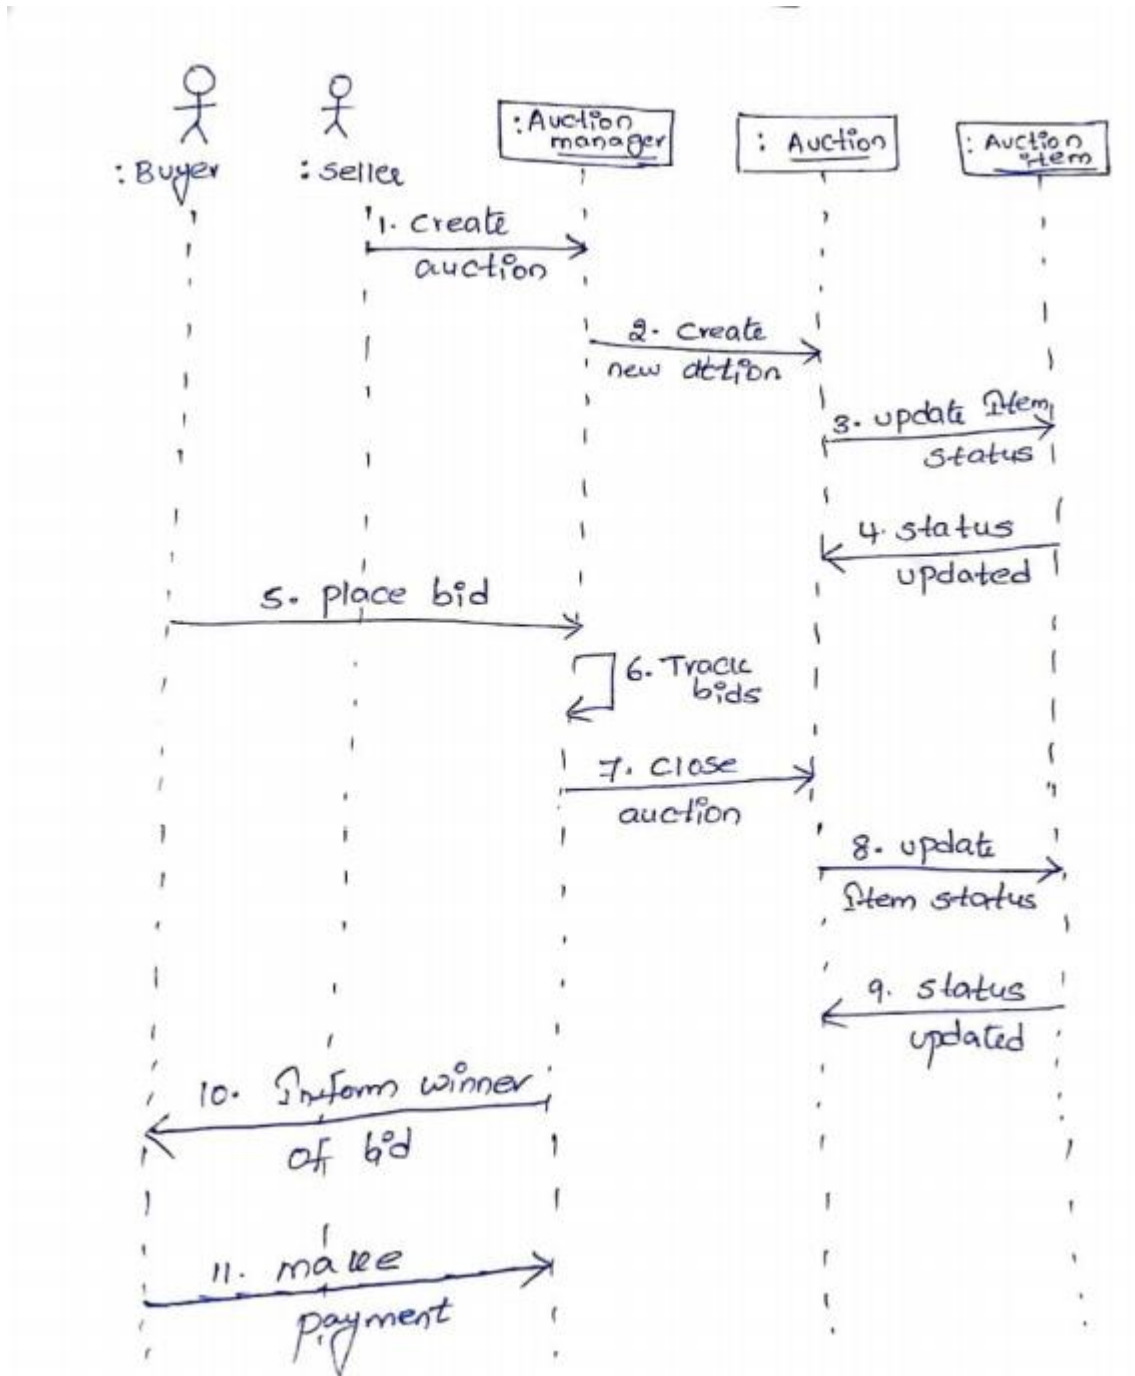 :Auction
manager
: Auction
: Auction
item
:Buyer
: Seller
1. create
auction
2. create
new action
3. update Item
status
4. status
updated
5. place bid
6. Track
bids
7. close
auction
8. update
Item status
9. status
updated
10. Inform winner
of bid
11. make
payment